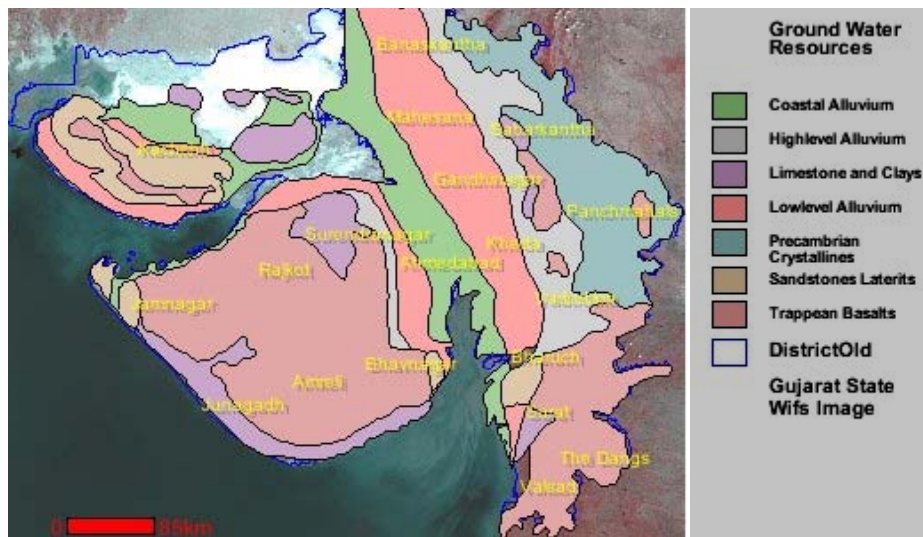 Banaskantha
Mahesana
Sabarkantha
Kachchh
Gandhinagar
Panchmahals
Surendranagar
Kheda
Ahmedabad
Rajkot
Vadodara
Jamnagar
Bharuch
Bhavnagar
Amreli
Junagadh
Surat
The Dangs
Valsad
0 85km
Ground Water
Resources
Coastal Alluvium
Highlevel Alluvium
Limestone and Clays
Lowlevel Alluvium
Precambrian
Crystallines
Sandstones Laterits
Trappean Basalts
DistrictOld
Gujarat State
Wifs Image